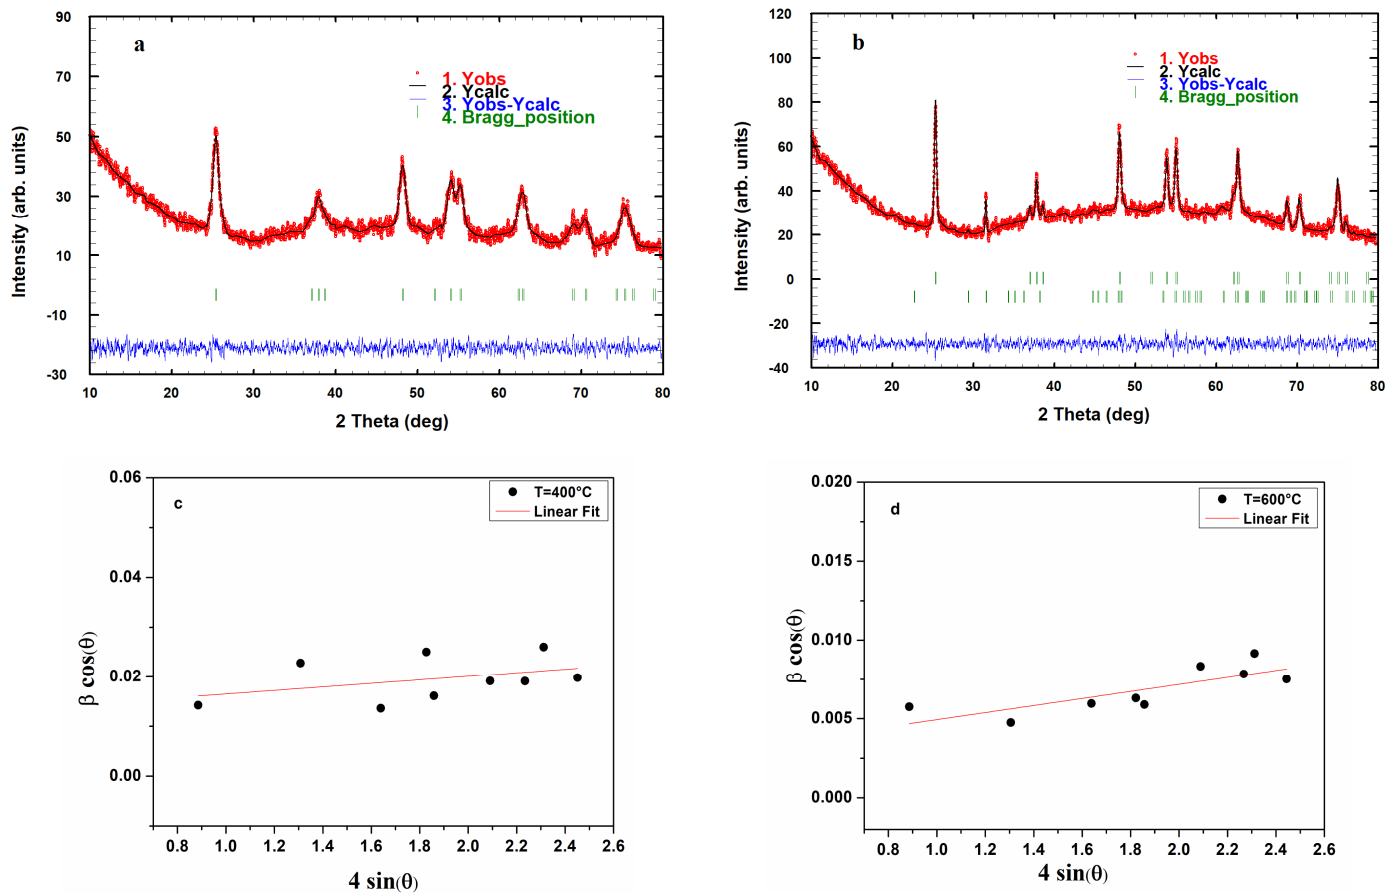 a
1. Yobs
2. Ycalc
3. Yobs-Ycalc
4. Bragg_position
Intensity (arb. units)
90
70
50
30
10
-10
-30
10 20 30 40 50 60 70 80
2 Theta (deg)
b
1. Yobs
2. Ycalc
3. Yobs-Ycalc
4. Bragg_position
Intensity (arb. units)
120
100
80
60
40
20
0
-20
-40
10 20 30 40 50 60 70 80
2 Theta (deg)
c
T=400°C
Linear Fit
β cos(θ)
0.06
0.04
0.02
0.00
0.8 1.0 1.2 1.4 1.6 1.8 2.0 2.2 2.4 2.6
4 sin(θ)
d
T=600°C
Linear Fit
β cos(θ)
0.020
0.015
0.010
0.005
0.000
0.8 1.0 1.2 1.4 1.6 1.8 2.0 2.2 2.4 2.6
4 sin(θ)